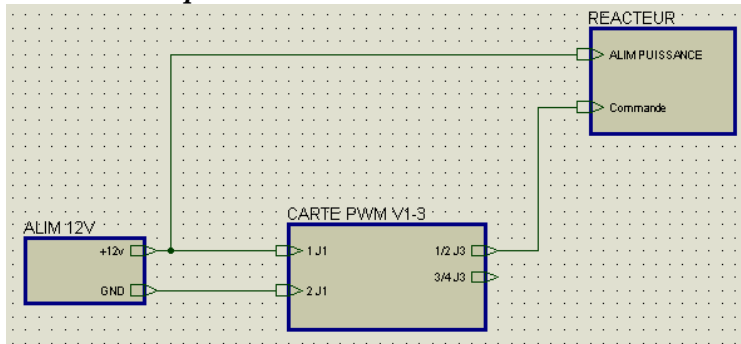 REACTEUR
ALIM PUISSANCE
Commande
CARTE PWM V1-3
ALIM 12V
+12v
1 J1
1/2 J3
3/4 J3
GND
2 J1